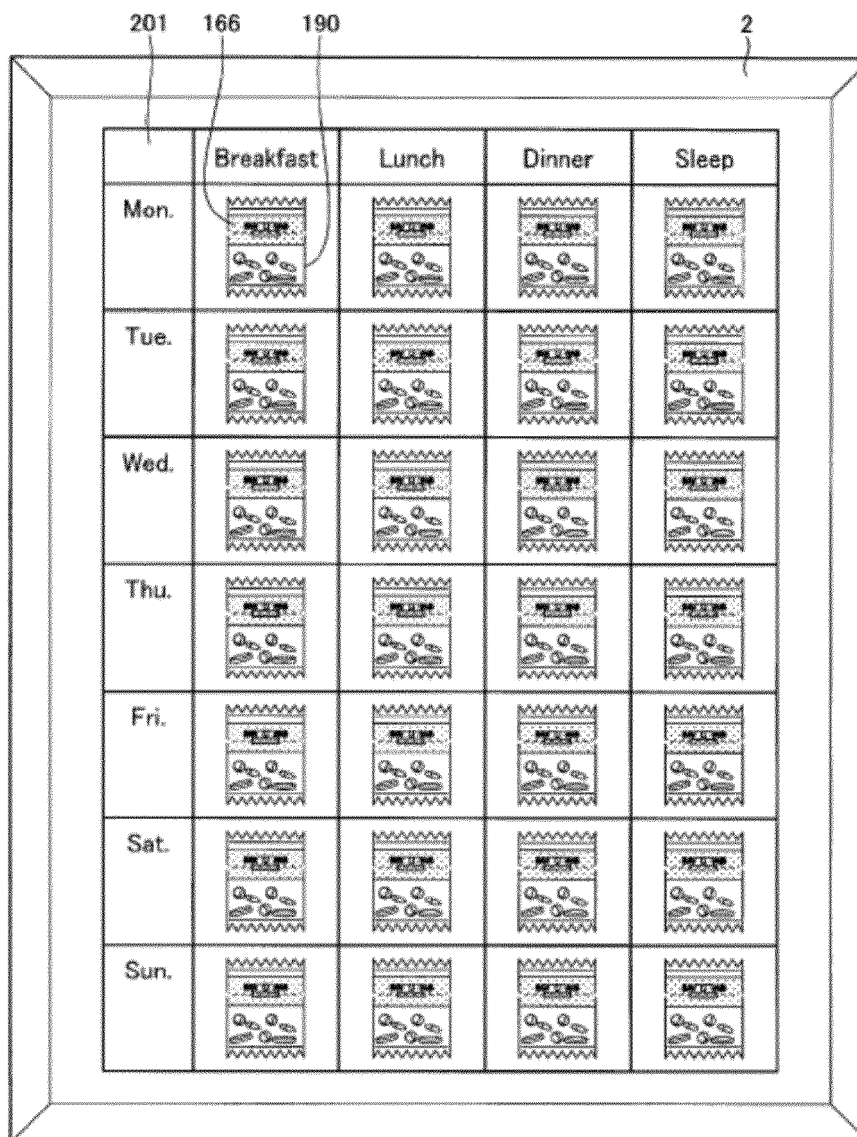 201 166 190 2
Breakfast Lunch Dinner Sleep
Mon.
Tue.
Wed.
Thu.
Fri.
Sat.
Sun.